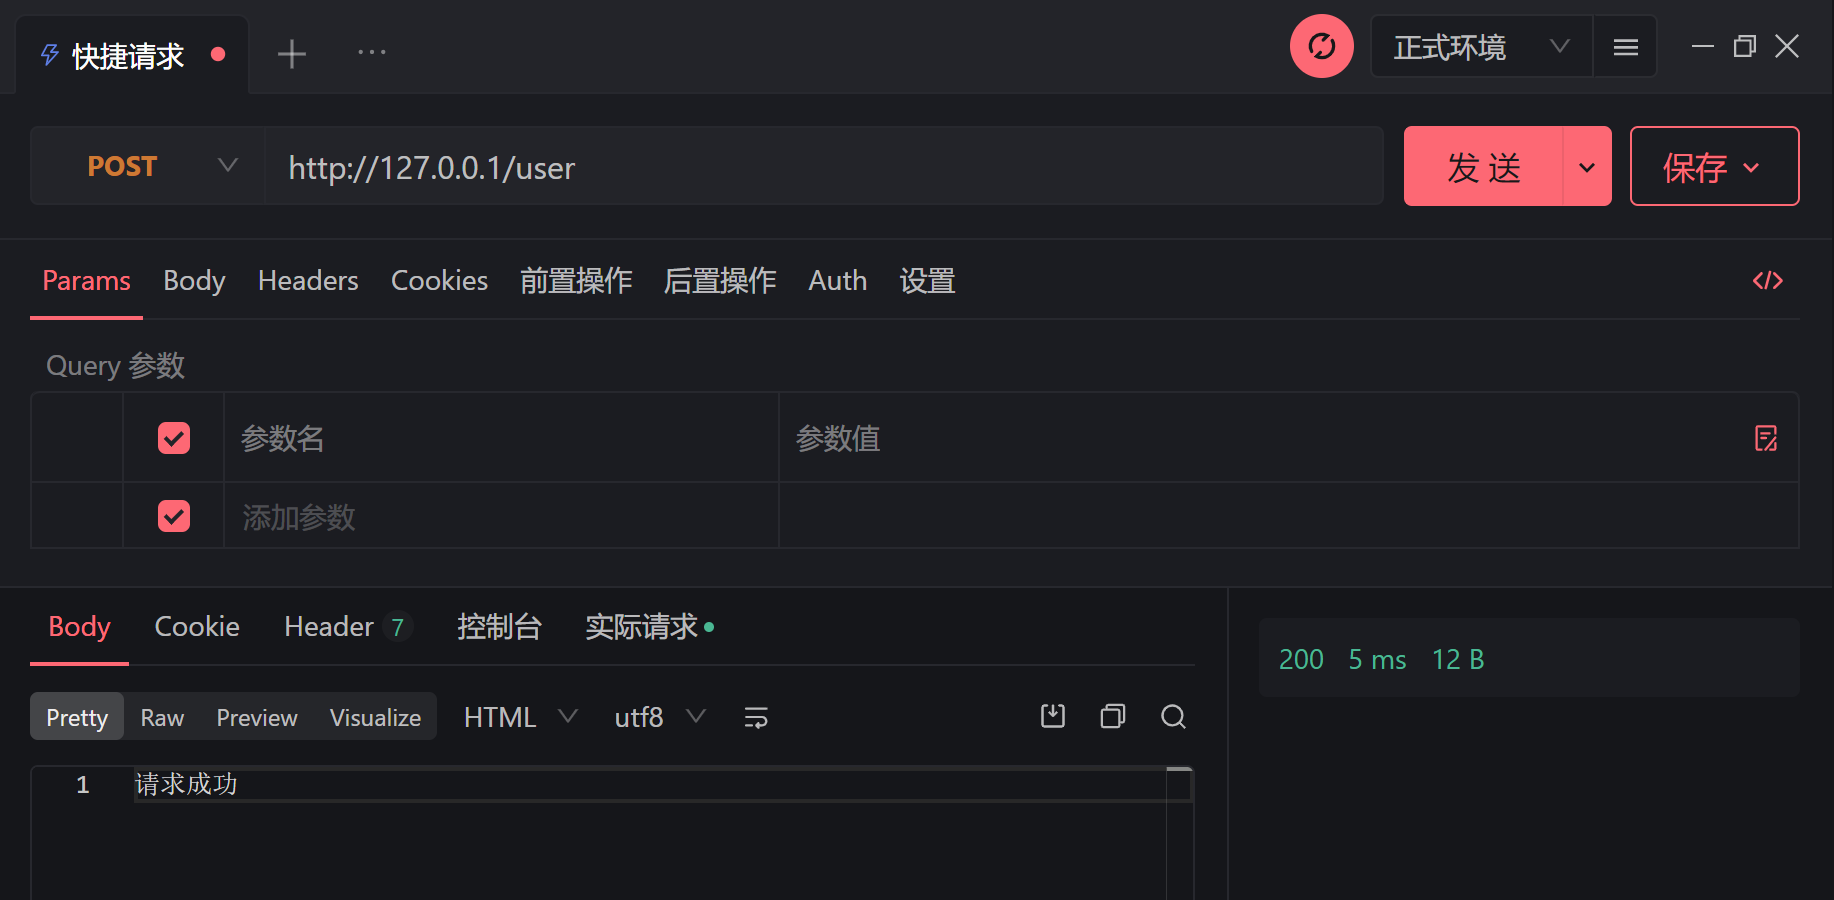 快捷请求
正式环境
POST http://127.0.0.1/user 发送 保存
Params Body Headers Cookies 前置操作 后置操作 Auth 设置
Query 参数
参数名 参数值
添加参数
Body Cookie Header 7 控制台 实际请求
200 5 ms 12 B
Pretty Raw Preview Visualize HTML utf8
1 请求成功